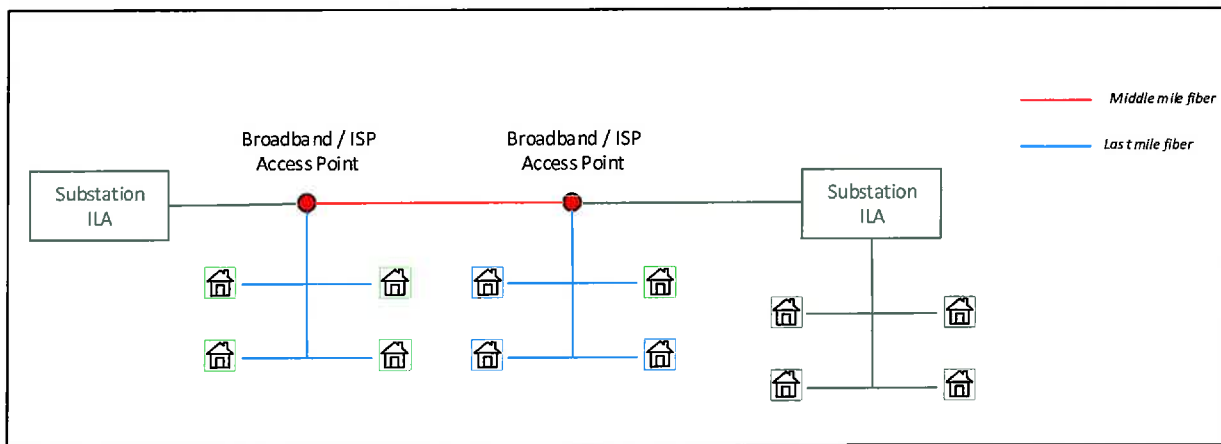 Middle mile fiber
Last mile fiber
Broadband / ISP
Access Point
Broadband / ISP
Access Point
Substation
ILA
Substation
ILA